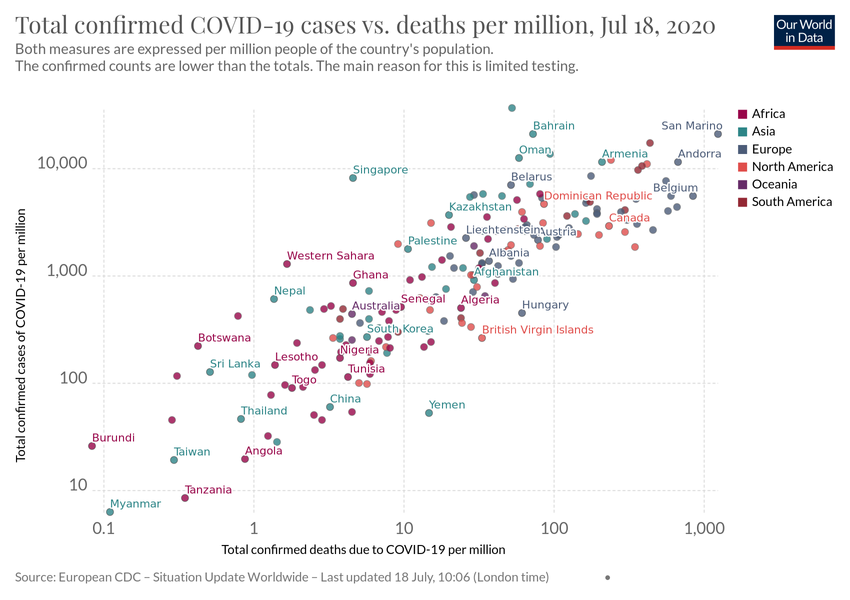 Total confirmed COVID-19 cases vs. deaths per million, Jul 18, 2020
Our World
in Data
Both measures are expressed per million people of the country's population.
The confirmed counts are lower than the totals. The main reason for this is limited testing.
Africa
Asia
Europe
North America
Oceania
South America
Total confirmed cases of COVID-19 per million
10,000
1,000
100
10
Bahrain
San Marino
Oman
Armenia
Andorra
Singapore
Belarus
Belgium
Dominican Republic
Kazakhstan
Canada
Liechtenstein
Austria
Palestine
Albania
Western Sahara
Afghanistan
Ghana
Nepal
Senegal
Algeria
Australia
Hungary
South Korea
British Virgin Islands
Botswana
Nigeria
Lesotho
Sri Lanka
Tunisia
Togo
China
Yemen
Thailand
Burundi
Taiwan
Angola
Tanzania
Myanmar
0.1
1
10
100
1,000
Total confirmed deaths due to COVID-19 per million
Source: European CDC – Situation Update Worldwide – Last updated 18 July, 10:06 (London time)